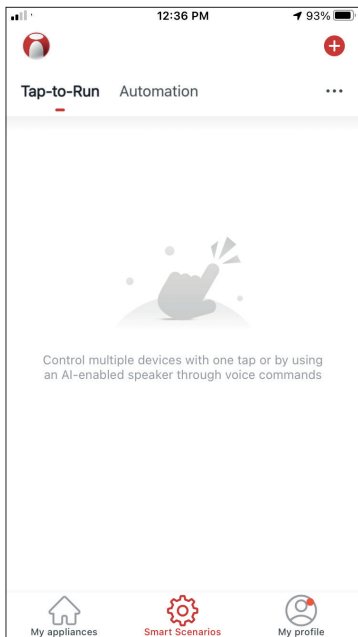 12:36 PM 93%
Tap-to-Run Automation
Control multiple devices with one tap or by using
an AI-enabled speaker through voice commands
My appliances Smart Scenarios My profile